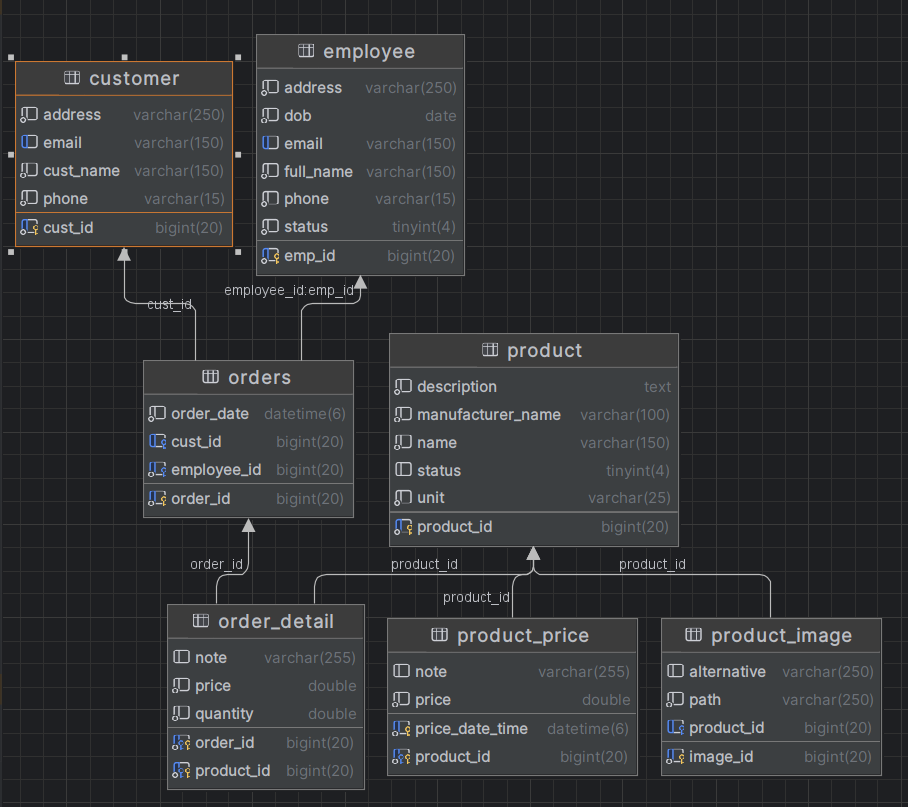 customer
address varchar(250)
email varchar(150)
cust_name varchar(150)
phone varchar(15)
cust_id bigint(20)
employee
address varchar(250)
dob date
email varchar(150)
full_name varchar(150)
phone varchar(15)
status tinyint(4)
emp_id bigint(20)
cust_id
employee_id:emp_id
orders
order_date datetime(6)
cust_id bigint(20)
employee_id bigint(20)
order_id bigint(20)
product
description text
manufacturer_name varchar(100)
name varchar(150)
status tinyint(4)
unit varchar(25)
product_id bigint(20)
order_id
product_id
product_id
product_id
order_detail
note varchar(255)
price double
quantity double
order_id bigint(20)
product_id bigint(20)
product_price
note varchar(255)
price double
price_date_time datetime(6)
product_id bigint(20)
product_image
alternative varchar(250)
path varchar(250)
product_id bigint(20)
image_id bigint(20)